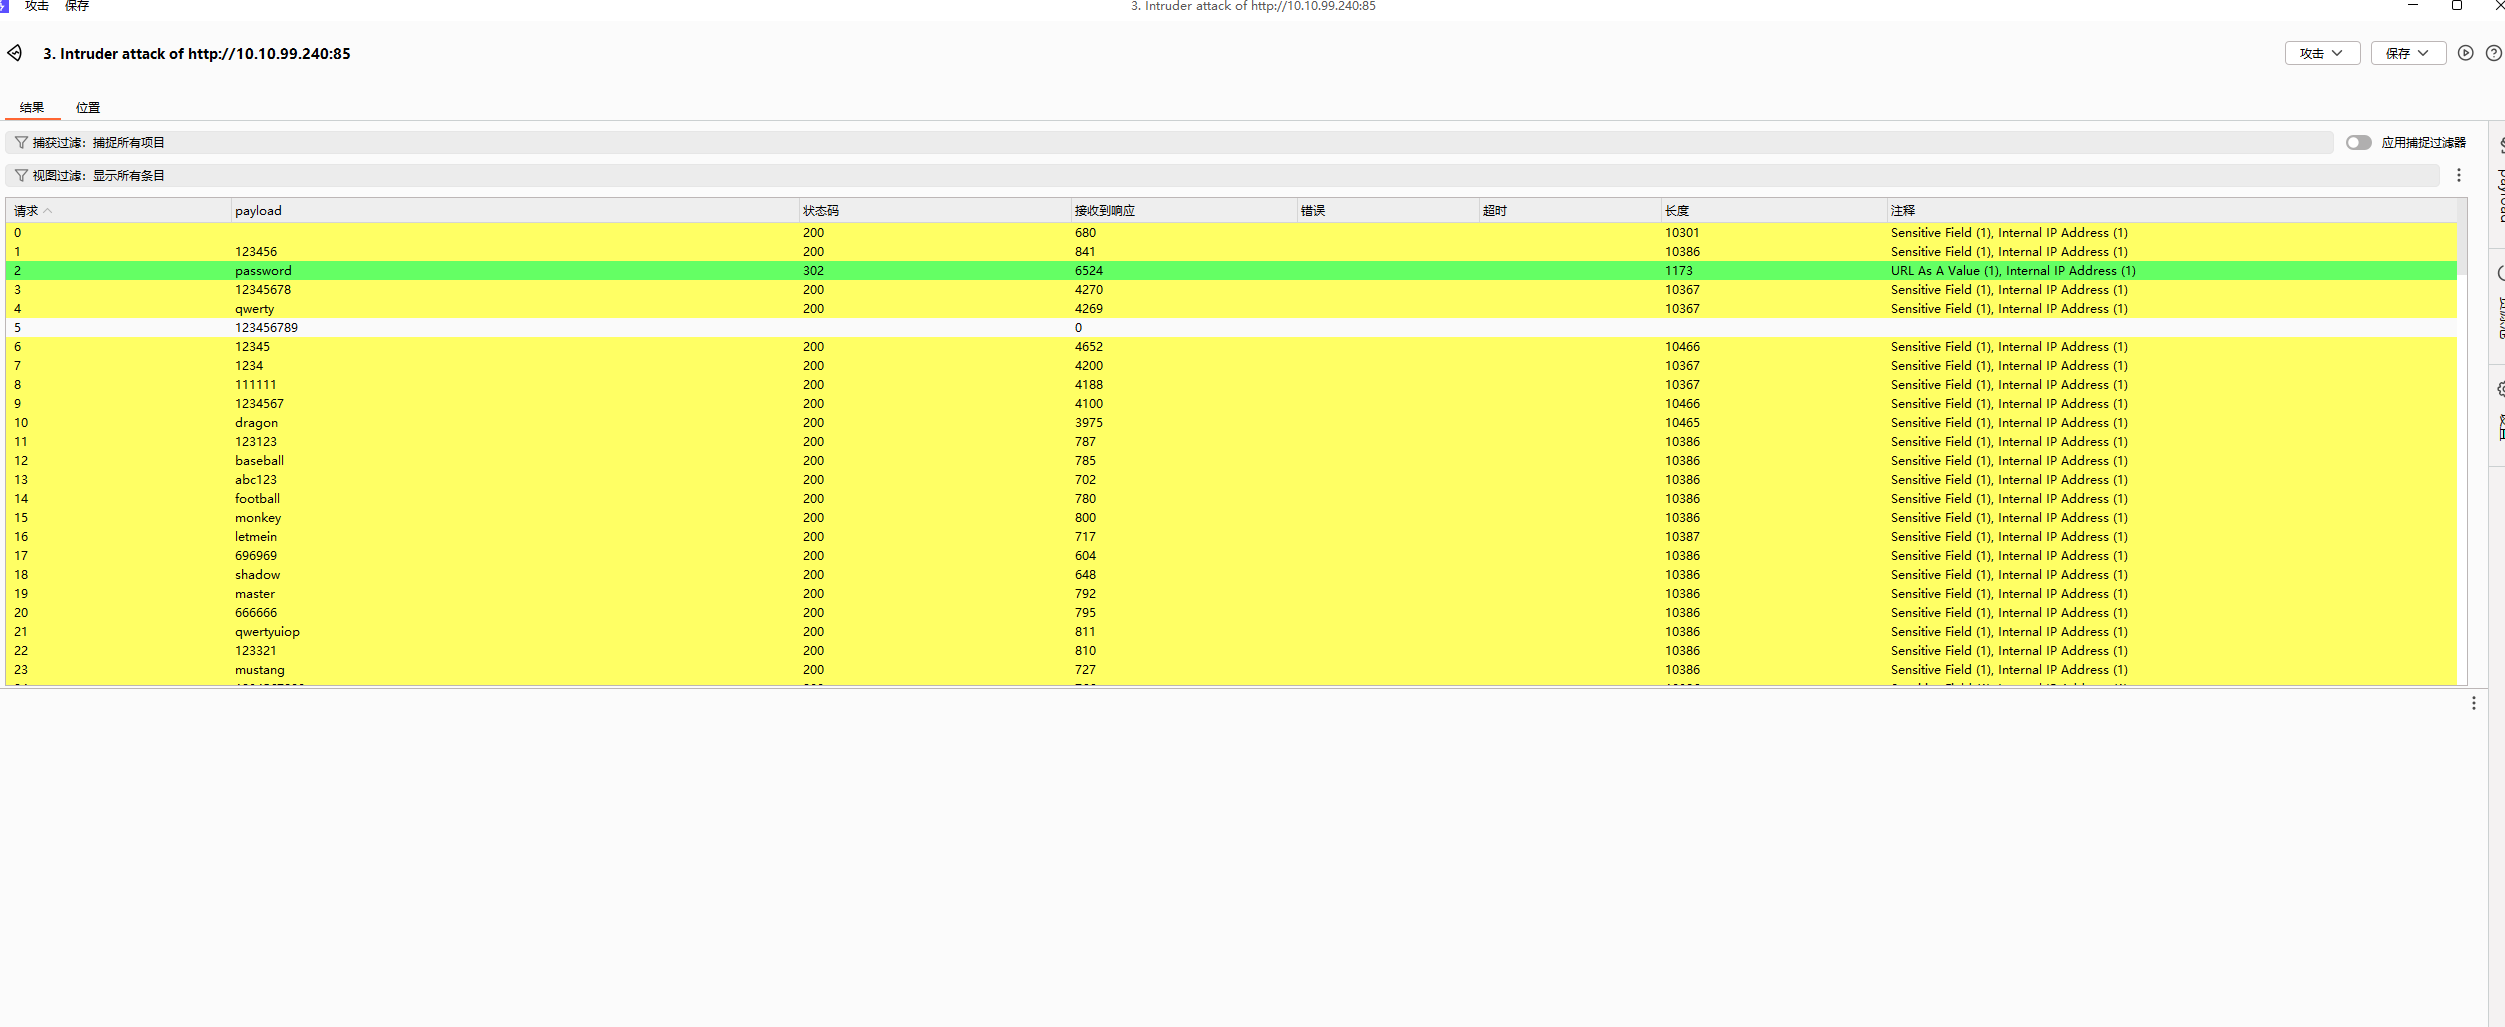 攻击 保存 3. Intruder attack of http://10.10.99.240:85
3. Intruder attack of http://10.10.99.240:85 攻击 保存
结果 位置
捕获过滤: 捕捉所有项目 应用捕捉过滤器
视图过滤: 显示所有条目
payload
请求 payload 状态码 接收到响应 错误 超时 长度 注释
0 200 680 10301 Sensitive Field (1), Internal IP Address (1)
1 123456 200 841 10386 Sensitive Field (1), Internal IP Address (1)
2 password 302 6524 1173 URL As A Value (1), Internal IP Address (1)
3 12345678 200 4270 10367 Sensitive Field (1), Internal IP Address (1)
4 qwerty 200 4269 10367 Sensitive Field (1), Internal IP Address (1)
5 123456789 0
6 12345 200 4652 10466 Sensitive Field (1), Internal IP Address (1)
7 1234 200 4200 10367 Sensitive Field (1), Internal IP Address (1)
8 111111 200 4188 10367 Sensitive Field (1), Internal IP Address (1)
9 1234567 200 4100 10466 Sensitive Field (1), Internal IP Address (1)
10 dragon 200 3975 10465 Sensitive Field (1), Internal IP Address (1)
11 123123 200 787 10386 Sensitive Field (1), Internal IP Address (1)
12 baseball 200 785 10386 Sensitive Field (1), Internal IP Address (1)
13 abc123 200 702 10386 Sensitive Field (1), Internal IP Address (1)
14 football 200 780 10386 Sensitive Field (1), Internal IP Address (1)
15 monkey 200 800 10386 Sensitive Field (1), Internal IP Address (1)
16 letmein 200 717 10387 Sensitive Field (1), Internal IP Address (1)
17 696969 200 604 10386 Sensitive Field (1), Internal IP Address (1)
18 shadow 200 648 10386 Sensitive Field (1), Internal IP Address (1)
19 master 200 792 10386 Sensitive Field (1), Internal IP Address (1)
20 666666 200 795 10386 Sensitive Field (1), Internal IP Address (1)
21 qwertyuiop 200 811 10386 Sensitive Field (1), Internal IP Address (1)
22 123321 200 810 10386 Sensitive Field (1), Internal IP Address (1)
23 mustang 200 727 10386 Sensitive Field (1), Internal IP Address (1)